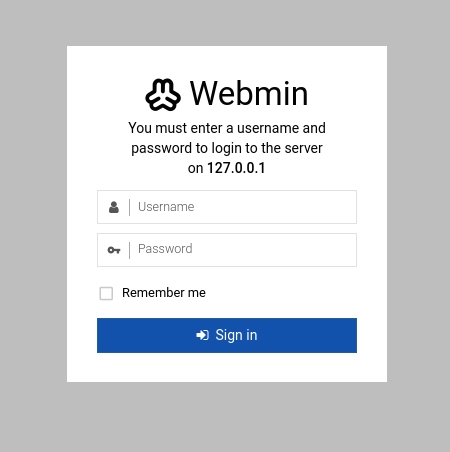 Webmin
You must enter a username and
password to login to the server
on 127.0.0.1
Username
Password
Remember me
Sign in